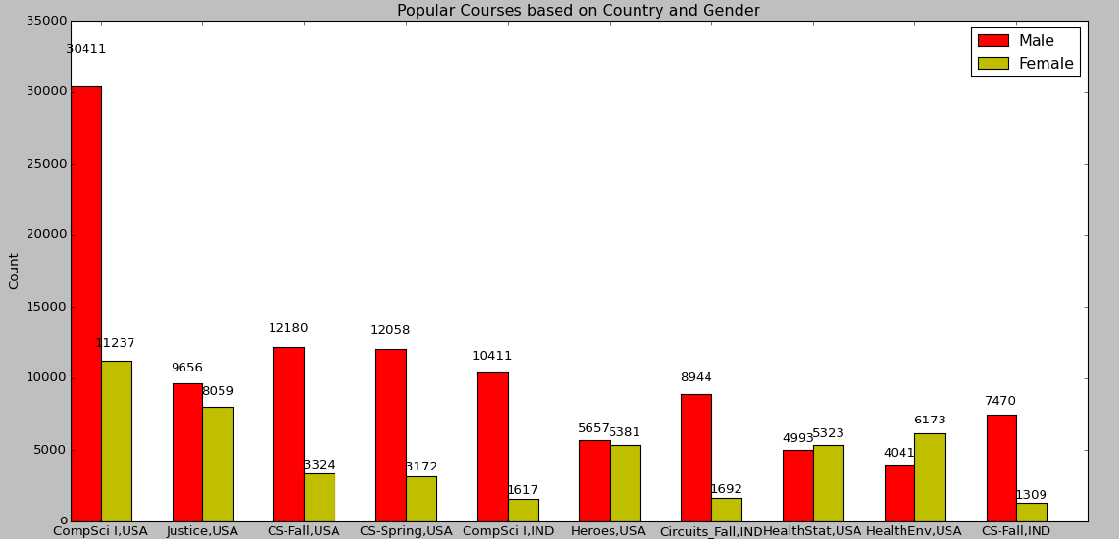 Popular Courses based on Country and Gender
Male
Female
Count
35000
30000
25000
20000
15000
10000
5000
0
30411
11237
9656
8059
12180
3324
12058
3172
10411
1617
5657
5381
8944
1692
4993
5323
4041
6173
7470
1309
CompSci I,USA
Justice,USA
CS-Fall,USA
CS-Spring,USA
CompSci I,IND
Heroes,USA
Circuits_Fall,IND
HealthStat,USA
HealthEnv,USA
CS-Fall,IND